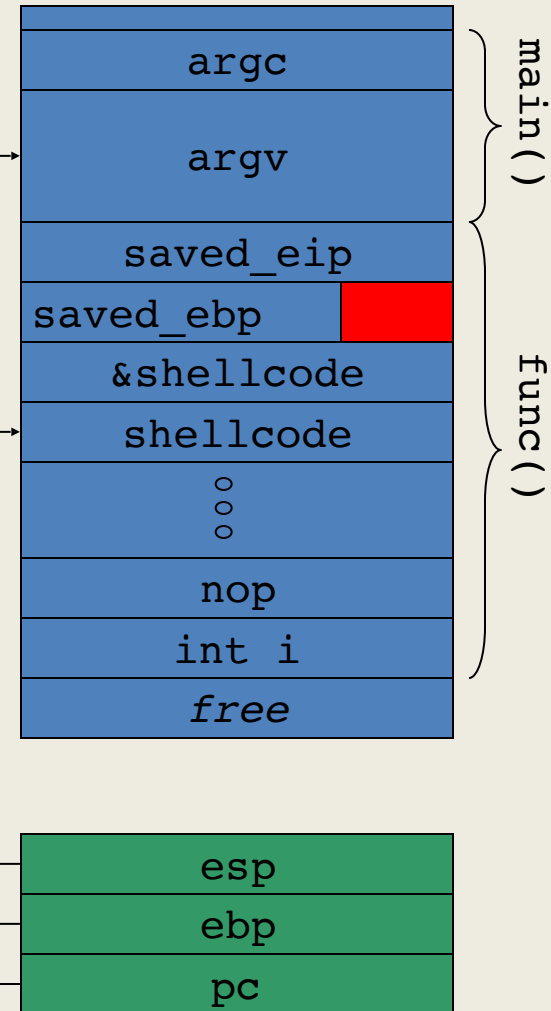 argc
main()
argv
saved_eip
saved_ebp
&shellcode
func()
shellcode
nop
int i
free
esp
ebp
pc